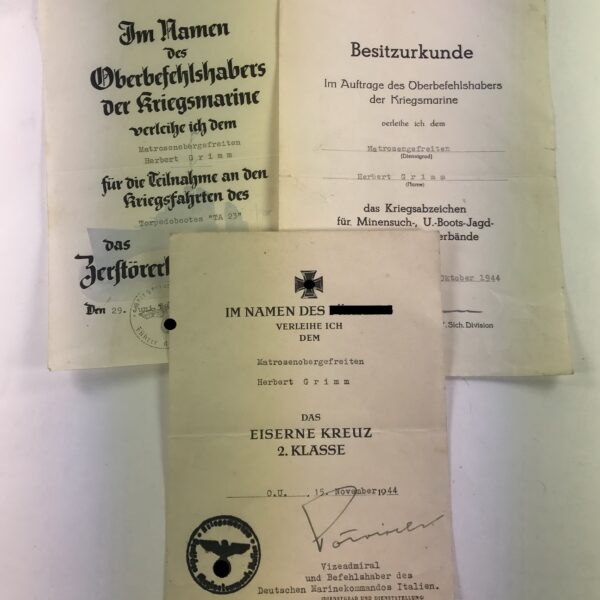 Im Namen
des
Oberbefehlshabers
der Kriegsmarine
verleihe ich dem
Matrosenobergefreiten
Herbert Grimm
für die Teilnahme an den
Kriegsfahrten des
Torpedobootes "TA 23"
das
Den 29.
Besitzurkunde
Im Auftrage des Oberbefehlshabers
der Kriegsmarine
verleihe ich dem
Matrosengefreiten
(Dienstgrad)
Herbert Grimm
(Name)
das Kriegsabzeichen
für Minensuch-, U.-Boots-Jagd-
Oktober 1944
Sich. Division
IM NAMEN DES
VERLEIHE ICH
DEM
Matrosenobergefreiten
Herbert Grimm
DAS
EISERNE KREUZ
2. KLASSE
O.U. 15. November 1944
Vizeadmiral
und Befehlshaber des
Deutschen Marinekommandos Italien.